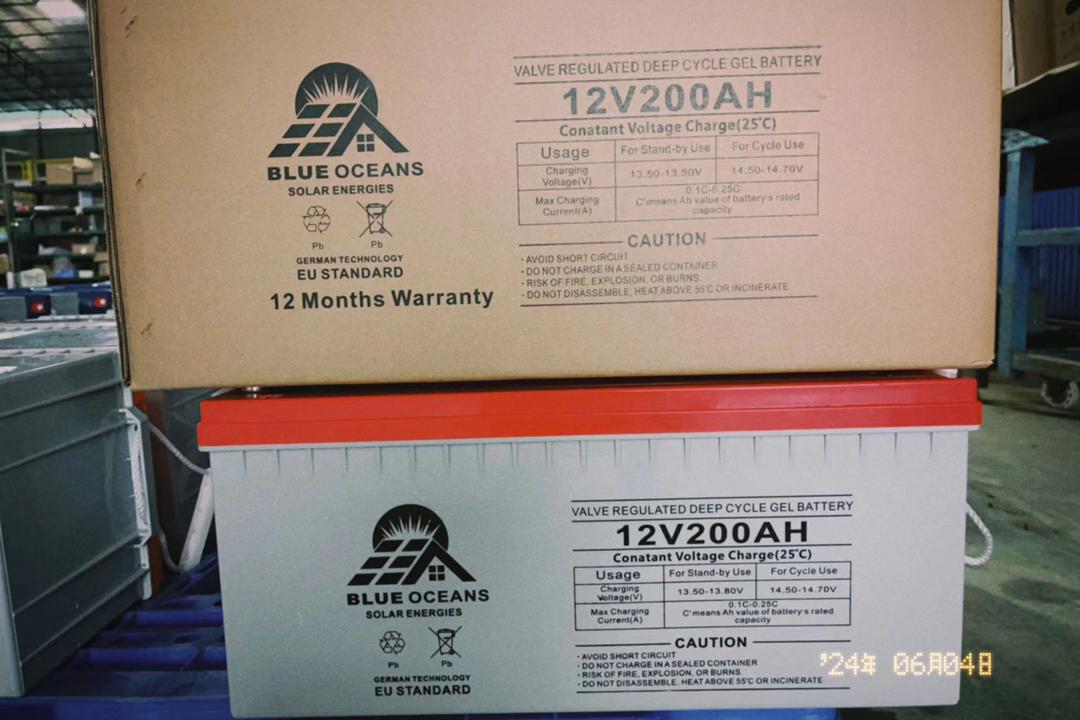 BLUE OCEANS
SOLAR ENERGIES
Pb Pb
GERMAN TECHNOLOGY
EU STANDARD
12 Months Warranty
VALVE REGULATED DEEP CYCLE GEL BATTERY
12V200AH
Conatant Voltage Charge(25℃)
Usage For Stand-by Use For Cycle Use
Charging Voltage(V) 13.50-13.80V 14.50-14.70V
Max Charging Current(A) 0.1C-0.25C
C"means Ah value of battery's rated
capacity
CAUTION
· AVOID SHORT CIRCUIT
· DO NOT CHARGE IN A SEALED CONTAINER
· RISK OF FIRE, EXPLOSION, OR BURNS.
· DO NOT DISASSEMBLE, HEAT ABOVE 55℃ OR INCINERATE
BLUE OCEANS
SOLAR ENERGIES
Pb Pb
GERMAN TECHNOLOGY
EU STANDARD
VALVE REGULATED DEEP CYCLE GEL BATTERY
12V200AH
Conatant Voltage Charge(25℃)
Usage For Stand-by Use For Cycle Use
Charging Voltage(V) 13.50-13.80V 14.50-14.70V
Max Charging Current(A) 0.1C-0.25C
C"means Ah value of battery's rated
capacity
CAUTION
· AVOID SHORT CIRCUIT
· DO NOT CHARGE IN A SEALED CONTAINER
· RISK OF FIRE, EXPLOSION, OR BURNS.
· DO NOT DISASSEMBLE, HEAT ABOVE 55℃ OR INCINERATE
'24年 06月04日